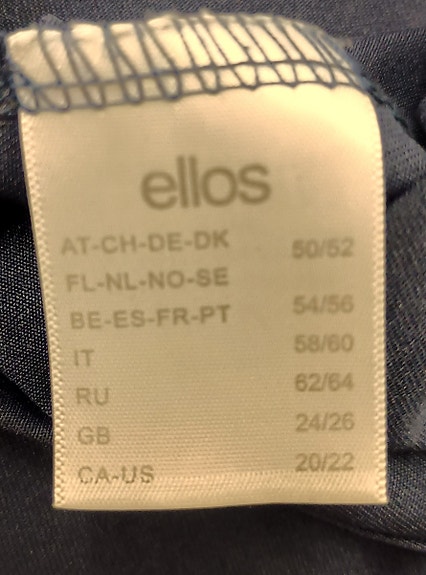 ellos
AT-CH-DE-DK 50/52
FL-NL-NO-SE
BE-ES-FR-PT 54/56
IT 58/60
RU 62/64
GB 24/26
CA-US 20/22